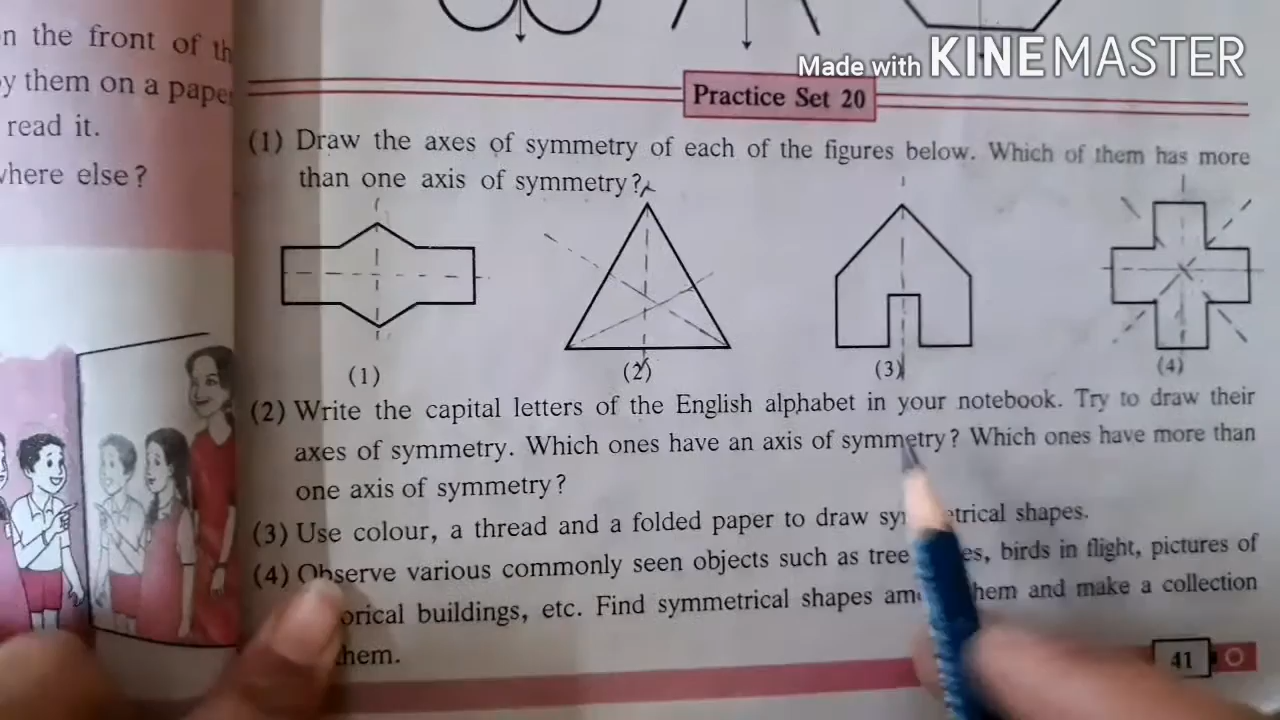 n the front of th
y them on a paper
read it.
where else?
Made with KINEMASTER
Practice Set 20
(1) Draw the axes of symmetry of each of the figures below. Which of them has more
than one axis of symmetry?
(1)
(2)
(3)
(4)
(2) Write the capital letters of the English alphabet in your notebook. Try to draw their
axes of symmetry. Which ones have an axis of symmetry? Which ones have more than
one axis of symmetry?
(3) Use colour, a thread and a folded paper to draw sy etrical shapes.
(4) Observe various commonly seen objects such as tree es, birds in flight, pictures of
orical buildings, etc. Find symmetrical shapes am hem and make a collection
them.
41